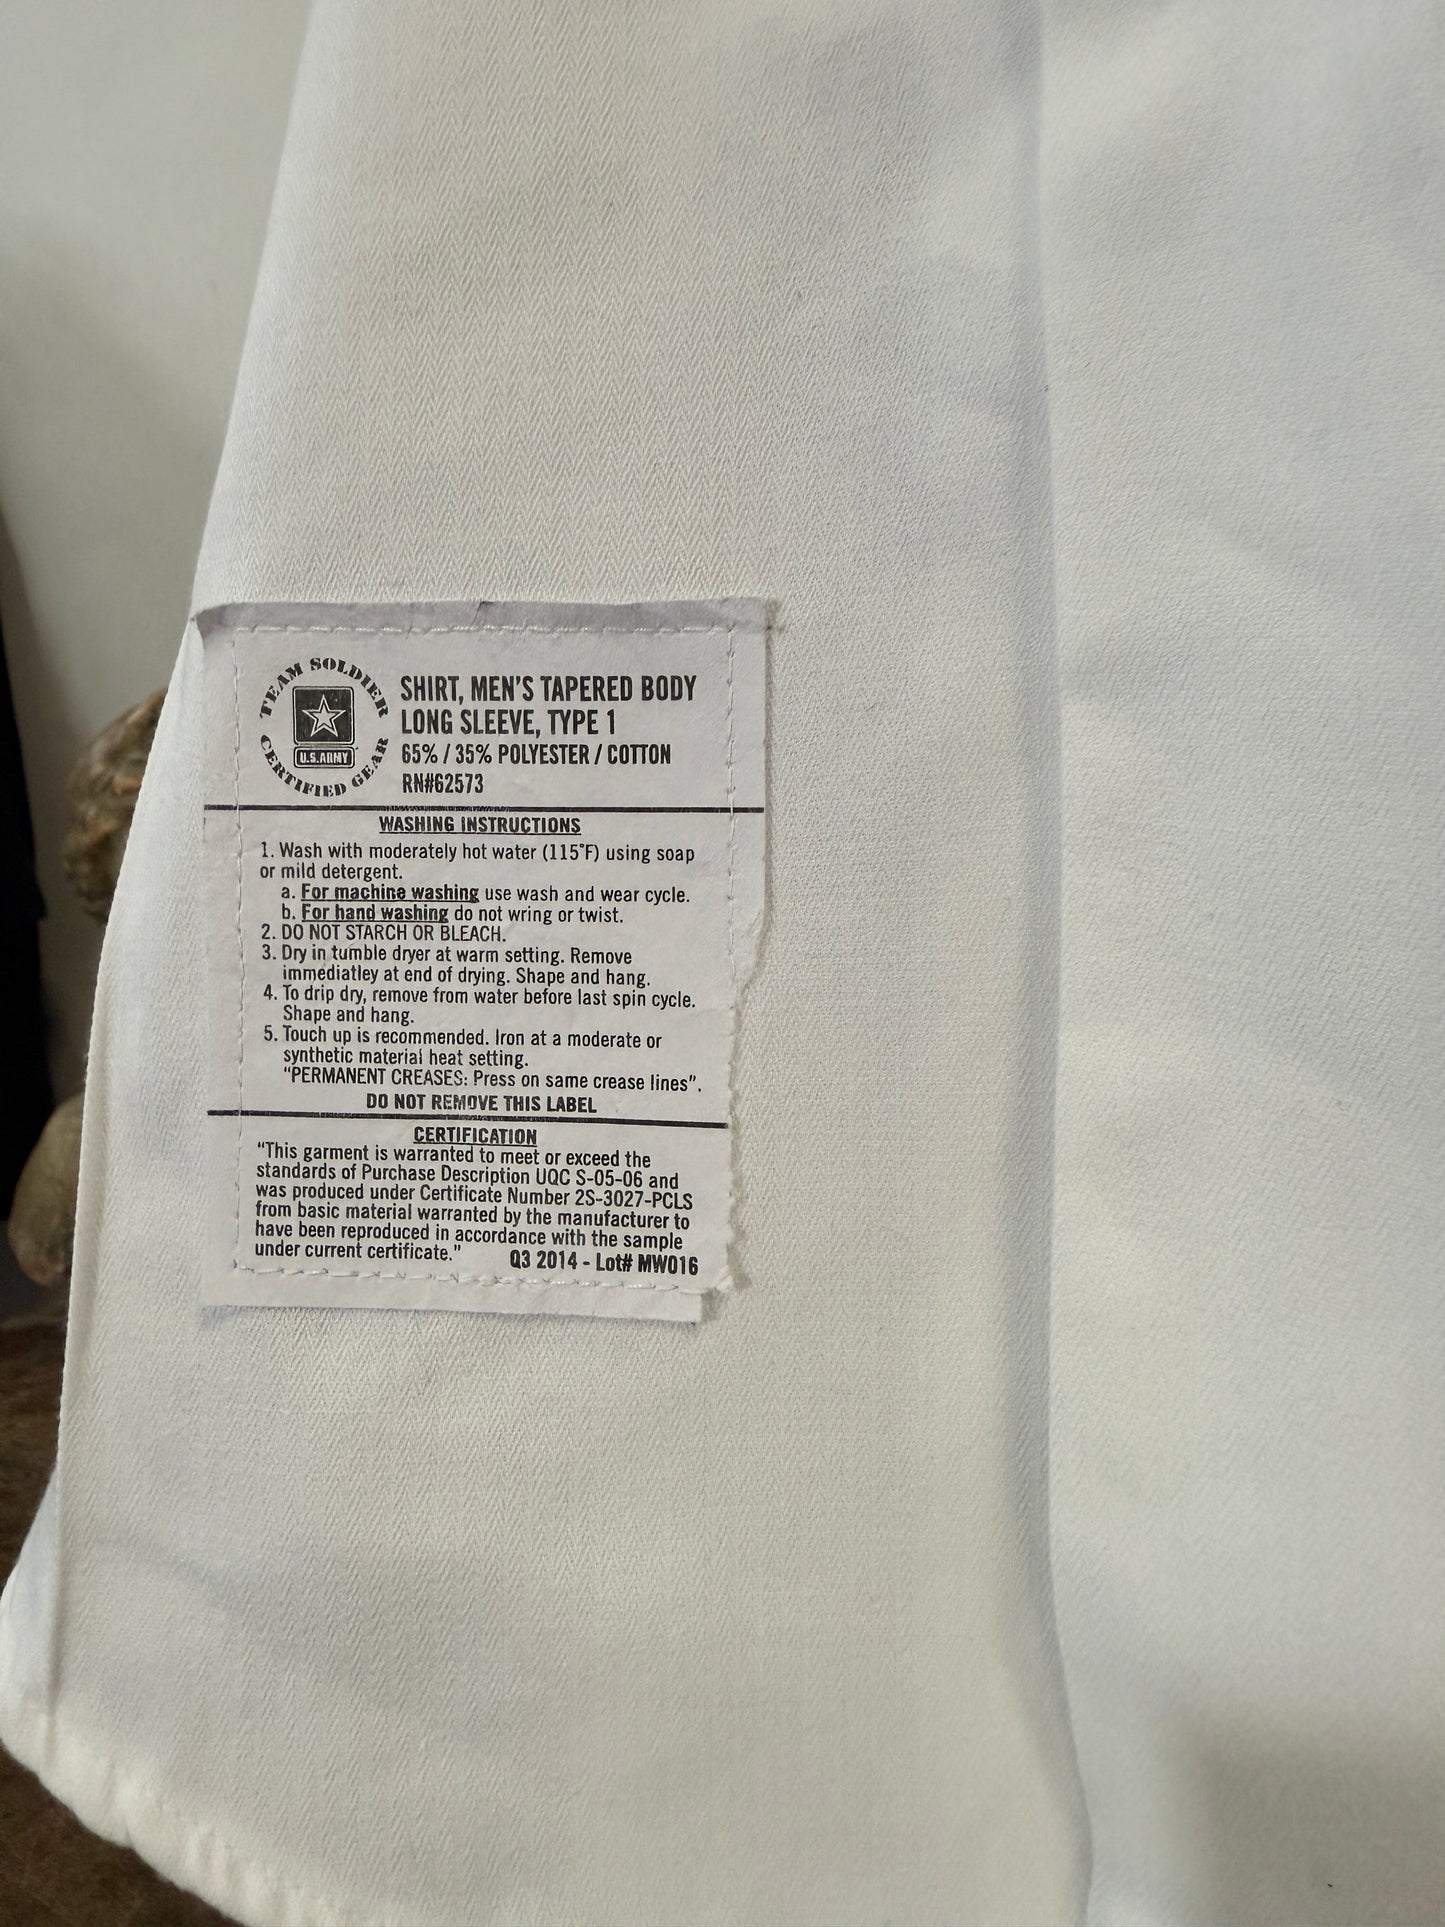 TEAM SOLDIER
CERTIFIED GEAR
U.S.ARMY
SHIRT, MEN'S TAPERED BODY
LONG SLEEVE, TYPE 1
65% / 35% POLYESTER / COTTON
RN#62573
WASHING INSTRUCTIONS
1. Wash with moderately hot water (115°F) using soap
or mild detergent.
a. For machine washing use wash and wear cycle.
b. For hand washing do not wring or twist.
2. DO NOT STARCH OR BLEACH.
3. Dry in tumble dryer at warm setting. Remove
immediatley at end of drying. Shape and hang.
4. To drip dry, remove from water before last spin cycle.
Shape and hang.
5. Touch up is recommended. Iron at a moderate or
synthetic material heat setting.
"PERMANENT CREASES: Press on same crease lines".
DO NOT REMOVE THIS LABEL
CERTIFICATION
"This garment is warranted to meet or exceed the
standards of Purchase Description UQC S-05-06 and
was produced under Certificate Number 2S-3027-PCLS
from basic material warranted by the manufacturer to
have been reproduced in accordance with the sample
under current certificate." Q3 2014 - Lot# MW016